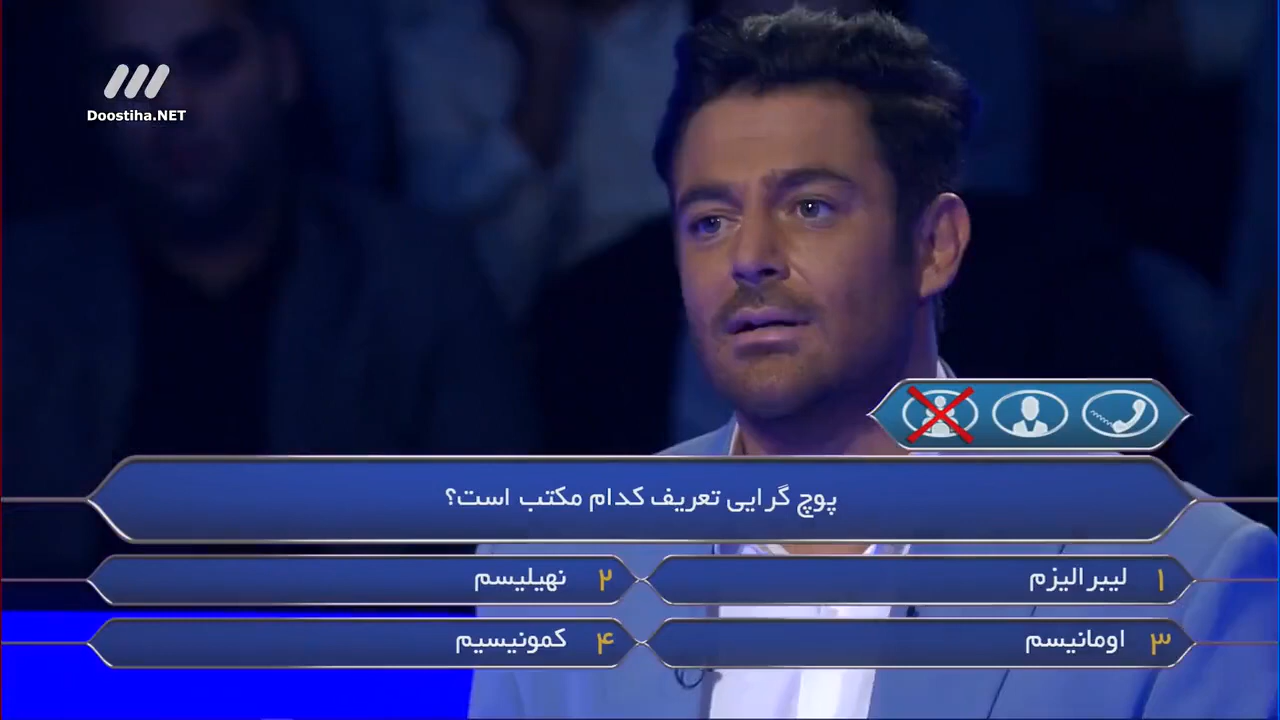 Doostiha.NET
پوچ گرایی تعریف کدام مکتب است؟
۱ لیبرالیزم
۲ نهیلیسم
۳ اومانیسم
۴ کمونیسیم